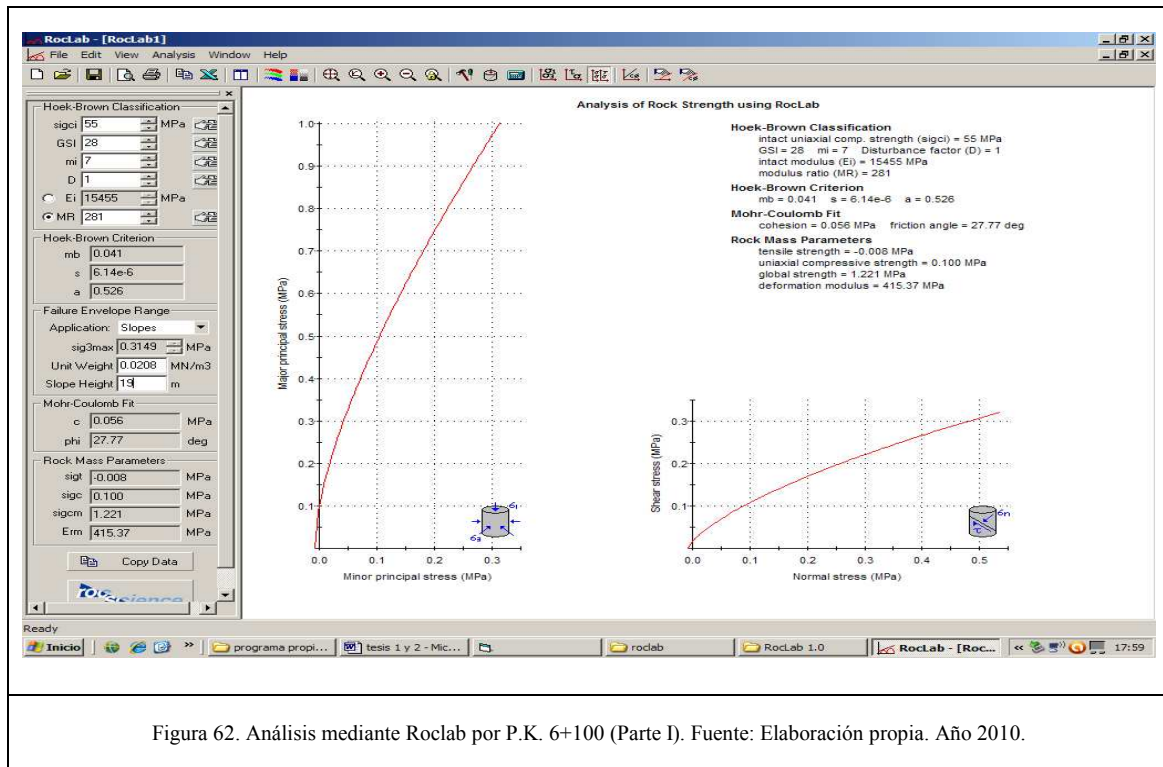 RocLab - [RocLab1]
File Edit View Analysis Window Help
Hoek-Brown Classification
sigci 55 MPa
GSI 28
mi 7
D 1
Ei 15455 MPa
MR 281
Hoek-Brown Criterion
mb 0.041
s 6.14e-6
a 0.526
Failure Envelope Range
Application: Slopes
sig3max 0.3149 MPa
Unit Weight 0.0208 MN/m3
Slope Height 19 m
Mohr-Coulomb Fit
c 0.056 MPa
phi 27.77 deg
Rock Mass Parameters
sigt -0.008 MPa
sigc 0.100 MPa
sigcm 1.221 MPa
Erm 415.37 MPa
Copy Data
rocscience
Analysis of Rock Strength using RocLab
Hoek-Brown Classification
intact uniaxial comp. strength (sigci) = 55 MPa
GSI = 28 mi = 7 Disturbance factor (D) = 1
intact modulus (Ei) = 15455 MPa
modulus ratio (MR) = 281
Hoek-Brown Criterion
mb = 0.041 s = 6.14e-6 a = 0.526
Mohr-Coulomb Fit
cohesion = 0.056 MPa friction angle = 27.77 deg
Rock Mass Parameters
tensile strength = -0.008 MPa
uniaxial compressive strength = 0.100 MPa
global strength = 1.221 MPa
deformation modulus = 415.37 MPa
Major principal stress (MPa)
1.0
0.9
0.8
0.7
0.6
0.5
0.4
0.3
0.2
0.1
0.0 0.1 0.2 0.3
Minor principal stress (MPa)
σ1
σ3
Shear stress (MPa)
0.3
0.2
0.1
0.0 0.1 0.2 0.3 0.4 0.5
Normal stress (MPa)
σn
τ
Ready
Inicio » programa propi... tesis 1 y 2 - Mic... roclab RocLab 1.0 RocLab - [Roc... « 17:59
Figura 62. Análisis mediante Roclab por P.K. 6+100 (Parte I). Fuente: Elaboración propia. Año 2010.